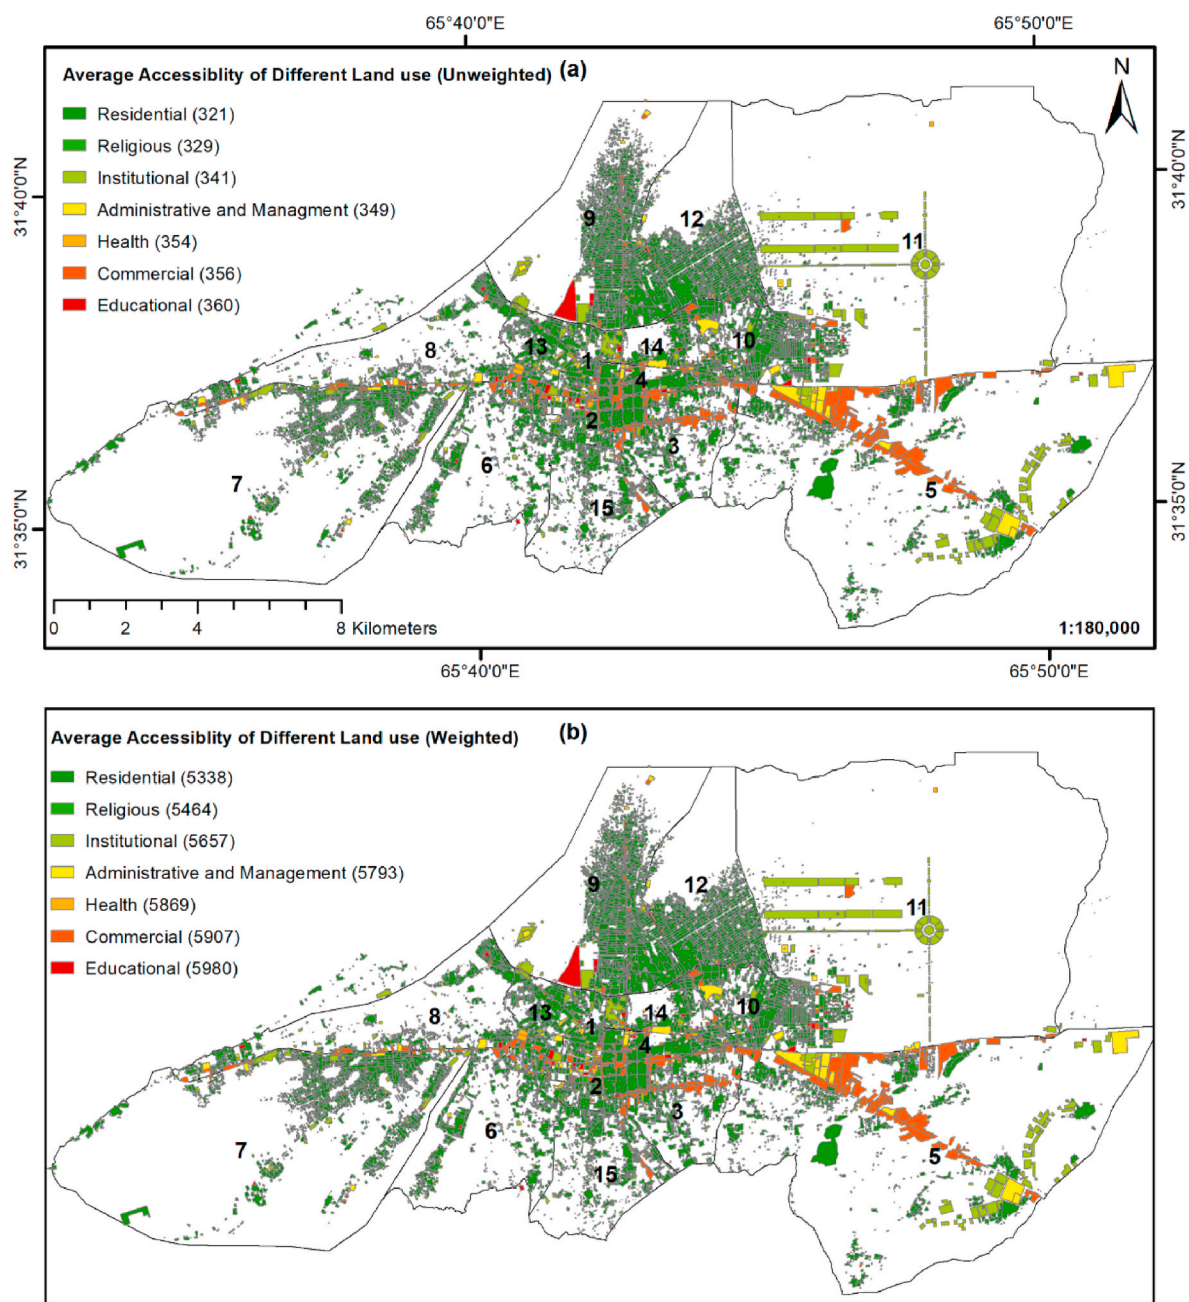 65°40'0"E 65°50'0"E
Average Accessiblity of Different Land use (Unweighted) (a)
N
Residential (321)
Religious (329)
Institutional (341)
Administrative and Managment (349)
Health (354)
Commercial (356)
Educational (360)
31°40'0"N
31°40'0"N
9
12
11
8
13
1
14
10
4
2
3
6
7
15
5
31°35'0"N
31°35'0"N
0 2 4 8 Kilometers
1:180,000
65°40'0"E 65°50'0"E
Average Accessiblity of Different Land use (Weighted) (b)
Residential (5338)
Religious (5464)
Institutional (5657)
Administrative and Management (5793)
Health (5869)
Commercial (5907)
Educational (5980)
9
12
11
8
13
1
14
10
4
2
3
6
7
15
5